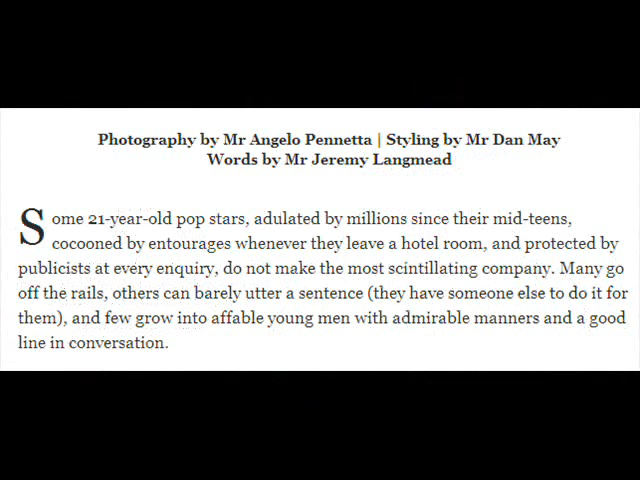 Photography by Mr Angelo Pennetta | Styling by Mr Dan May
Words by Mr Jeremy Langmead
Some 21-year-old pop stars, adulated by millions since their mid-teens,
cocooned by entourages whenever they leave a hotel room, and protected by
publicists at every enquiry, do not make the most scintillating company. Many go
off the rails, others can barely utter a sentence (they have someone else to do it for
them), and few grow into affable young men with admirable manners and a good
line in conversation.